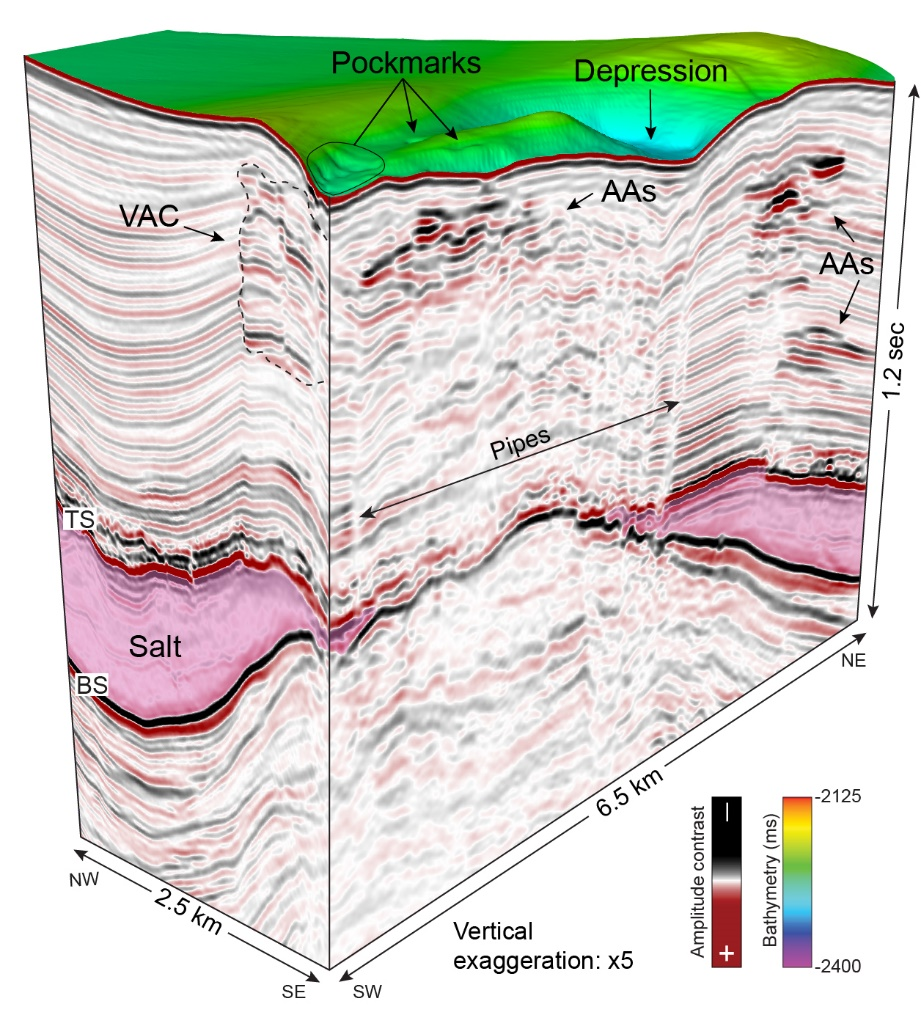 Pockmarks
Depression
VAC
AAs
AAs
1.2 sec
Pipes
TS
Salt
BS
NE
6.5 km
NW
2.5 km
SE
SW
Vertical
exaggeration: x5
Amplitude contrast
–
+
Bathymetry (ms)
-2125
-2400